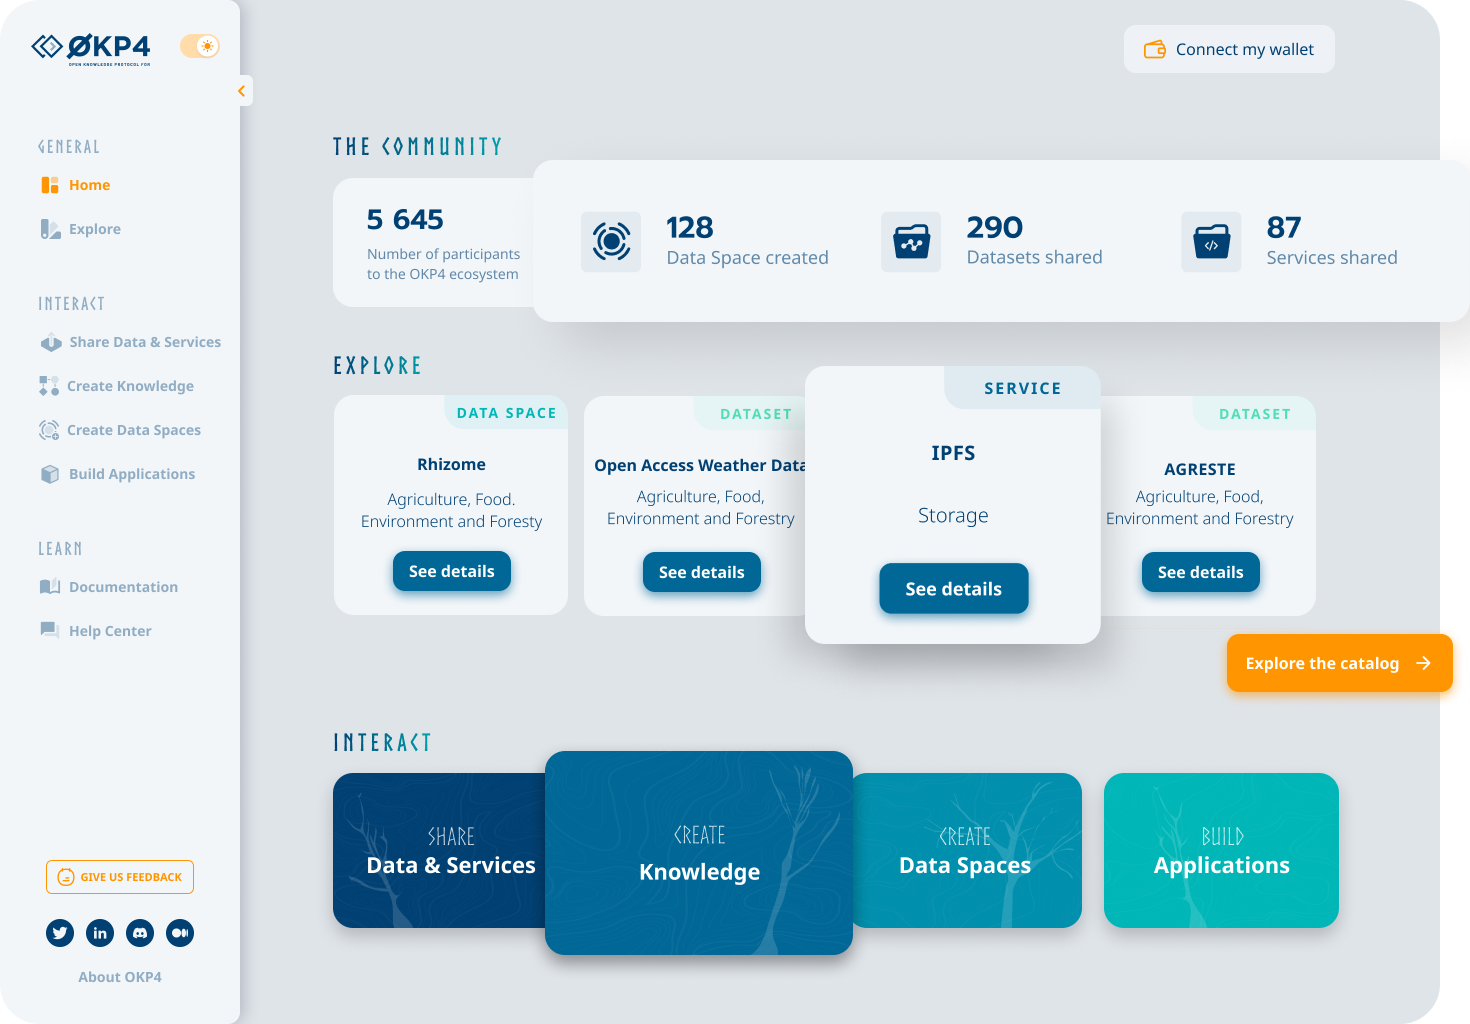 ØKP4
OPEN KNOWLEDGE PROTOCOL FOR
GENERAL
Home
Explore
INTERACT
Share Data & Services
Create Knowledge
Create Data Spaces
Build Applications
LEARN
Documentation
Help Center
GIVE US FEEDBACK
in
About OKP4
Connect my wallet
THE COMMUNITY
5 645
Number of participants
to the OKP4 ecosystem
128
Data Space created
290
Datasets shared
87
Services shared
EXPLORE
DATA SPACE
Rhizome
Agriculture, Food.
Environment and Foresty
See details
DATASET
Open Access Weather Data
Agriculture, Food,
Environment and Forestry
See details
SERVICE
IPFS
Storage
See details
DATASET
AGRESTE
Agriculture, Food,
Environment and Forestry
See details
Explore the catalog
INTERACT
SHARE
Data & Services
CREATE
Knowledge
CREATE
Data Spaces
BUILD
Applications